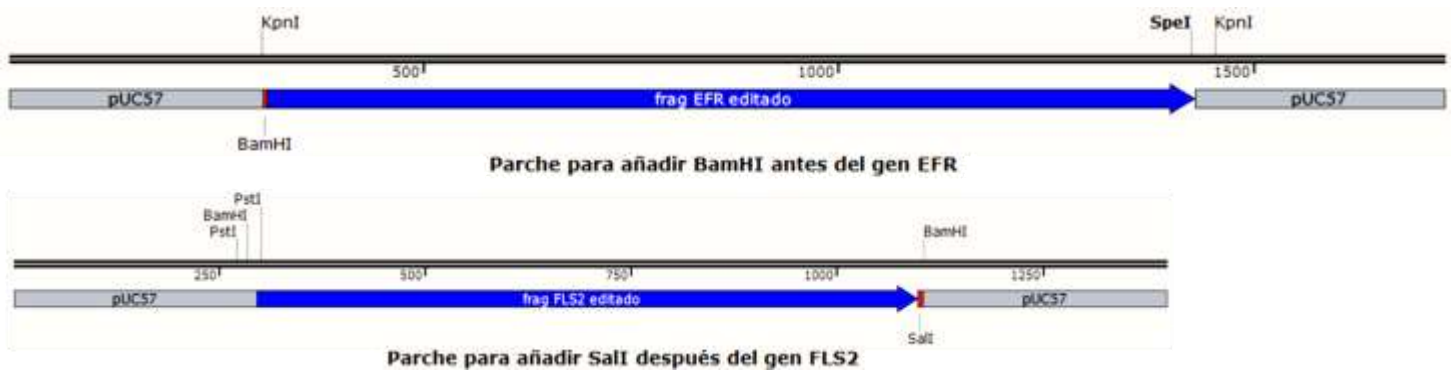 KpnI
SpeI KpnI
500 1000 1500
pUC57 frag EFR editado pUC57
BamHI
Parche para añadir BamHI antes del gen EFR
PstI
BamHI BamHI
PstI
250 500 750 1000 1250
pUC57 frag FLS2 editado pUC57
SalI
Parche para añadir SalI después del gen FLS2